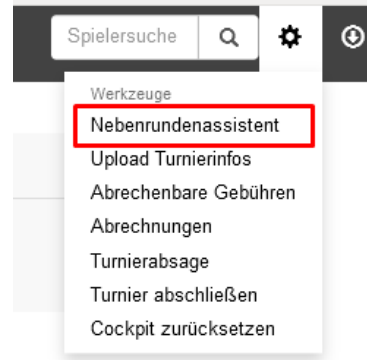 Spielersuche
Werkzeuge
Nebenrundenassistent
Upload Turnierinfos
Abrechenbare Gebühren
Abrechnungen
Turnierabsage
Turnier abschließen
Cockpit zurücksetzen